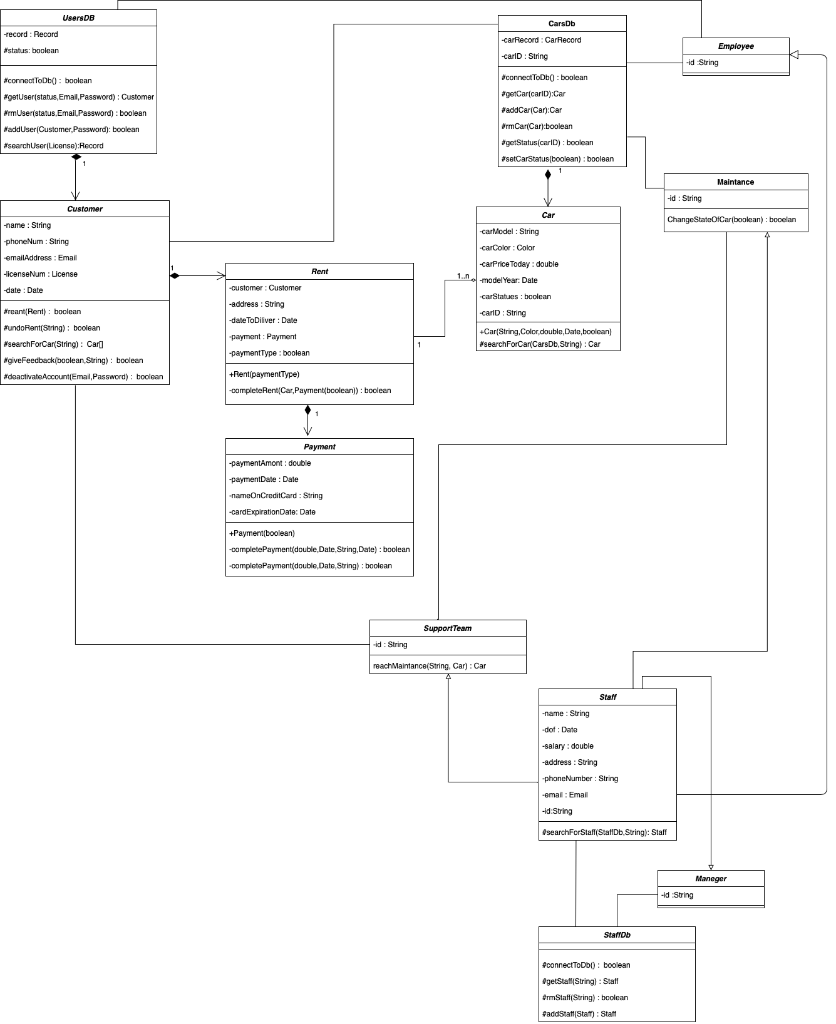 UsersDB
-record : Record
#status: boolean
#connectToDb() : boolean
#getUser(status,Email,Password) : Customer
#rmUser(status,Email,Password) : boolean
#addUser(Customer,Password): boolean
#searchUser(License):Record
1
CarsDb
-carRecord : CarRecord
-carID : String
#connectToDb() : boolean
#getCar(carID):Car
#addCar(Car):Car
#rmCar(Car):boolean
#getStatus(carID) : boolean
#setCarStatus(boolean) : boolean
1
Employee
-id :String
Maintance
-id : String
ChangeStateOfCar(boolean) : booelan
Customer
-name : String
-phoneNum : String
-emailAddress : Email
-licenseNum : License
-date : Date
#reant(Rent) : boolean
#undoRent(String) : boolean
#searchForCar(String) : Car[]
#giveFeedback(boolean,String) : boolean
#deactivateAccount(Email,Password) : boolean
1
Rent
-customer : Customer
-address : String
-dateToDiliver : Date
-payment : Payment
-paymentType : boolean
+Rent(paymentType)
-completeRent(Car,Payment(boolean)) : boolean
1
1
1..n
Car
-carModel : String
-carColor : Color
-carPriceToday : double
-modelYear: Date
-carStatues : boolean
-carID : String
+Car(String,Color,double,Date,boolean)
#searchForCar(CarsDb,String) : Car
Payment
-paymentAmont : double
-paymentDate : Date
-nameOnCreditCard : String
-cardExpirationDate: Date
+Payment(boolean)
-completePayment(double,Date,String,Date) : boolean
-completePayment(double,Date,String) : boolean
SupportTeam
-id : String
reachMaintance(String, Car) : Car
Staff
-name : String
-dof : Date
-salary : double
-address : String
-phoneNumber : String
-email : Email
-id:String
#searchForStaff(StaffDb,String): Staff
Maneger
-id :String
StaffDb
#connectToDb() : boolean
#getStaff(String) : Staff
#rmStaff(String) : boolean
#addStaff(Staff) : Staff